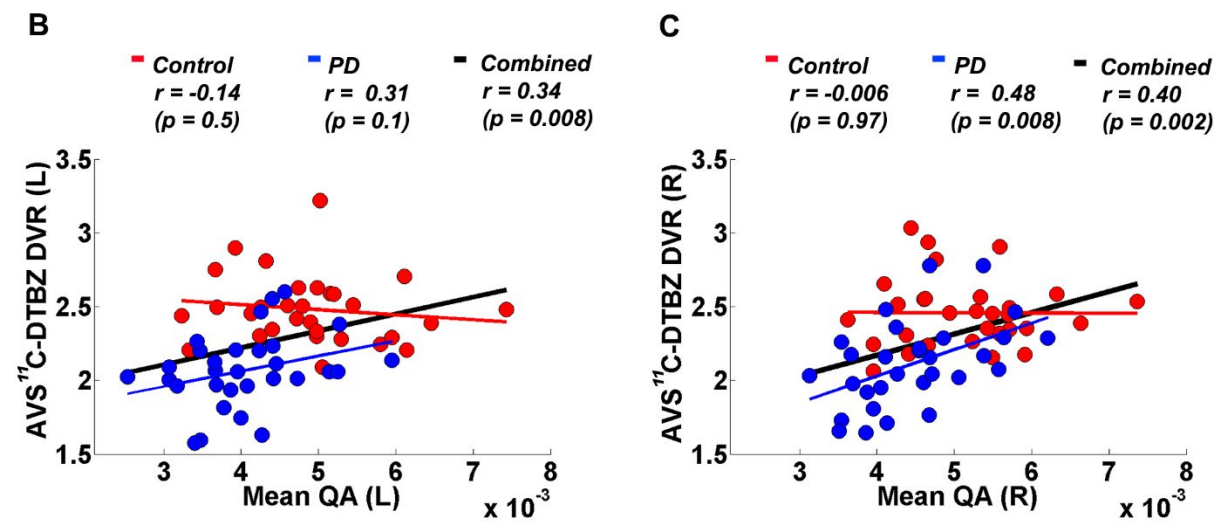 B
Control PD Combined
r = -0.14 r = 0.31 r = 0.34
(p = 0.5) (p = 0.1) (p = 0.008)
AVS ¹¹C-DTBZ DVR (L)
3.5
3
2.5
2
1.5
3 4 5 6 7 8
Mean QA (L)
x 10⁻³
C
Control PD Combined
r = -0.006 r = 0.48 r = 0.40
(p = 0.97) (p = 0.008) (p = 0.002)
AVS ¹¹C-DTBZ DVR (R)
3.5
3
2.5
2
1.5
3 4 5 6 7 8
Mean QA (R)
x 10⁻³